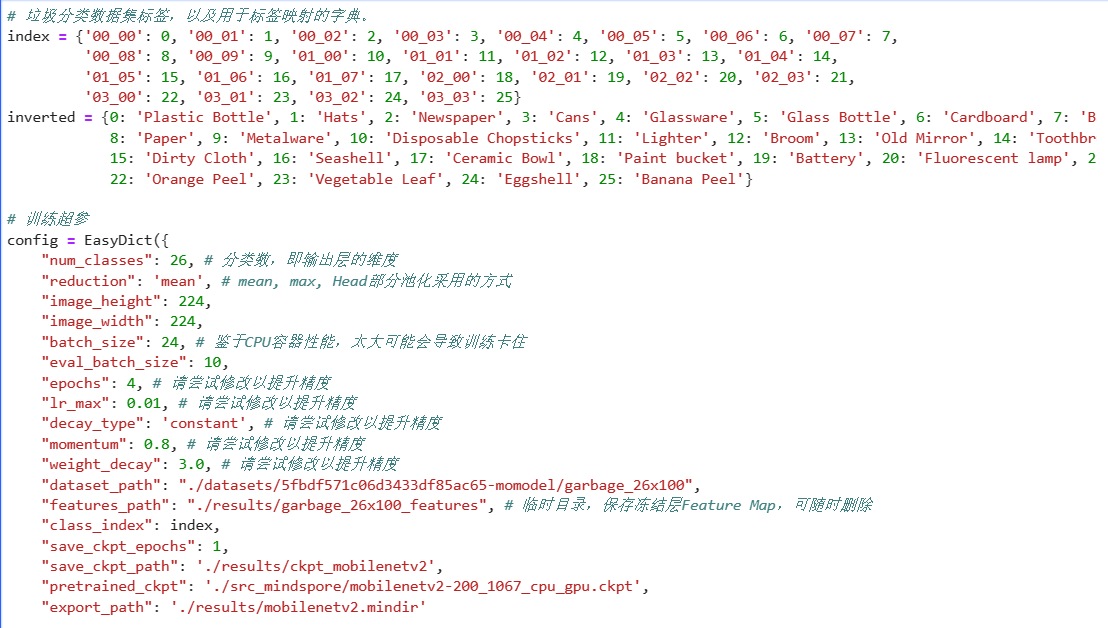 # 垃圾分类数据集标签，以及用于标签映射的字典。
index = {'00_00': 0, '00_01': 1, '00_02': 2, '00_03': 3, '00_04': 4, '00_05': 5, '00_06': 6, '00_07': 7,
'00_08': 8, '00_09': 9, '01_00': 10, '01_01': 11, '01_02': 12, '01_03': 13, '01_04': 14,
'01_05': 15, '01_06': 16, '01_07': 17, '02_00': 18, '02_01': 19, '02_02': 20, '02_03': 21,
'03_00': 22, '03_01': 23, '03_02': 24, '03_03': 25}
inverted = {0: 'Plastic Bottle', 1: 'Hats', 2: 'Newspaper', 3: 'Cans', 4: 'Glassware', 5: 'Glass Bottle', 6: 'Cardboard', 7: 'B
8: 'Paper', 9: 'Metalware', 10: 'Disposable Chopsticks', 11: 'Lighter', 12: 'Broom', 13: 'Old Mirror', 14: 'Toothbr
15: 'Dirty Cloth', 16: 'Seashell', 17: 'Ceramic Bowl', 18: 'Paint bucket', 19: 'Battery', 20: 'Fluorescent lamp', 2
22: 'Orange Peel', 23: 'Vegetable Leaf', 24: 'Eggshell', 25: 'Banana Peel'}
# 训练超参
config = EasyDict({
"num_classes": 26, # 分类数，即输出层的维度
"reduction": 'mean', # mean, max, Head部分池化采用的方式
"image_height": 224,
"image_width": 224,
"batch_size": 24, # 鉴于CPU容器性能，太大可能会导致训练卡住
"eval_batch_size": 10,
"epochs": 4, # 请尝试修改以提升精度
"lr_max": 0.01, # 请尝试修改以提升精度
"decay_type": 'constant', # 请尝试修改以提升精度
"momentum": 0.8, # 请尝试修改以提升精度
"weight_decay": 3.0, # 请尝试修改以提升精度
"dataset_path": "./datasets/5fbdf571c06d3433df85ac65-momodel/garbage_26x100",
"features_path": "./results/garbage_26x100_features", # 临时目录，保存冻结层Feature Map，可随时删除
"class_index": index,
"save_ckpt_epochs": 1,
"save_ckpt_path": './results/ckpt_mobilenetv2',
"pretrained_ckpt": './src_mindspore/mobilenetv2-200_1067_cpu_gpu.ckpt',
"export_path": './results/mobilenetv2.mindir'